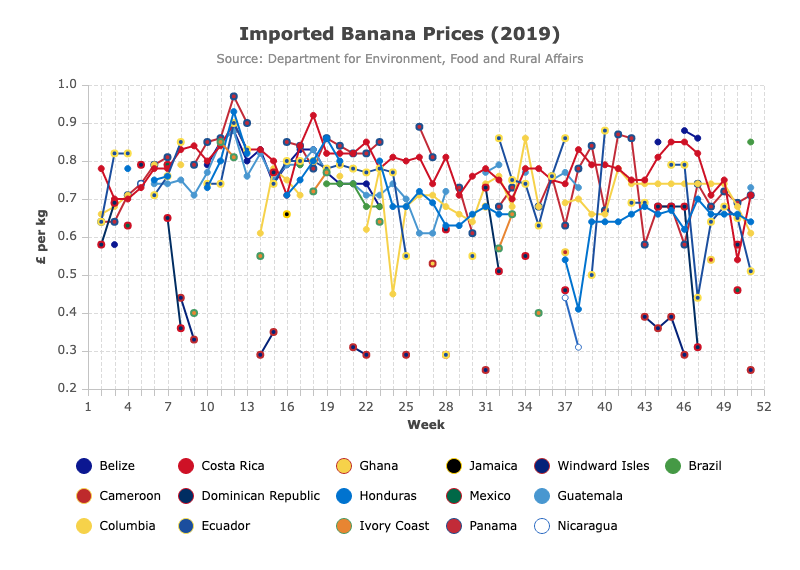 Imported Banana Prices (2019)
Source: Department for Environment, Food and Rural Affairs
1.0
0.9
0.8
0.7
0.6
0.5
0.4
0.3
0.2
£ per kg
1 4 7 10 13 16 19 22 25 28 31 34 37 40 43 46 49 52
Week
Belize Costa Rica Ghana Jamaica Windward Isles Brazil
Cameroon Dominican Republic Honduras Mexico Guatemala
Columbia Ecuador Ivory Coast Panama Nicaragua